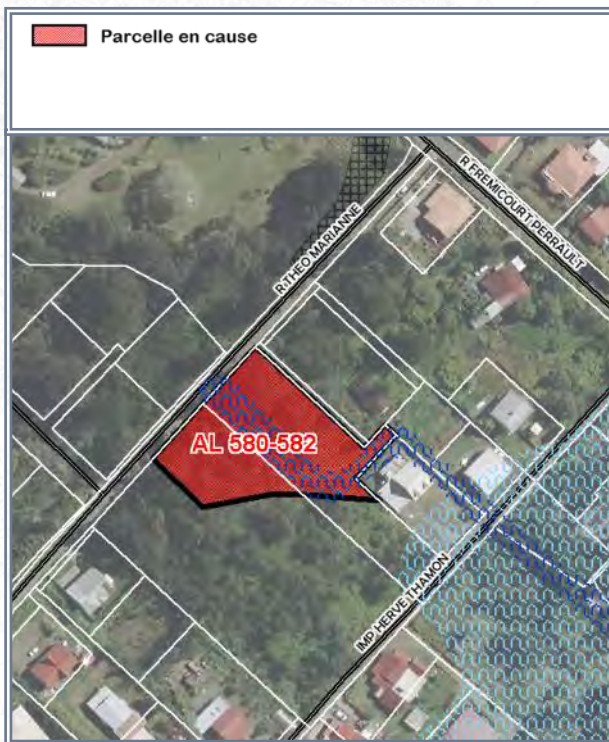 Parcelle en cause
R FREMICOURT PERRAULT
R THEO MARIANNE
AL 580-582
IMP HERVE THAMON